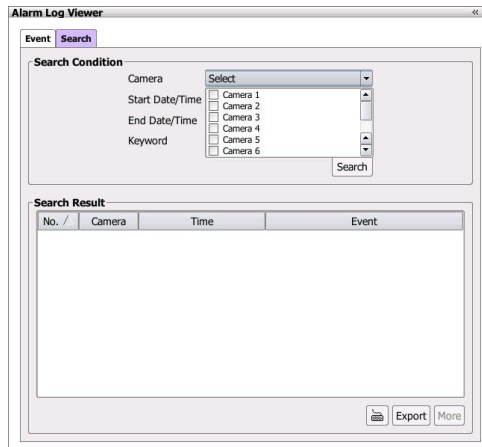 Alarm Log Viewer «
Event Search
Search Condition
Camera Select
Start Date/Time
End Date/Time
Keyword
Camera 1
Camera 2
Camera 3
Camera 4
Camera 5
Camera 6
Search
Search Result
No. Camera Time Event
Export More